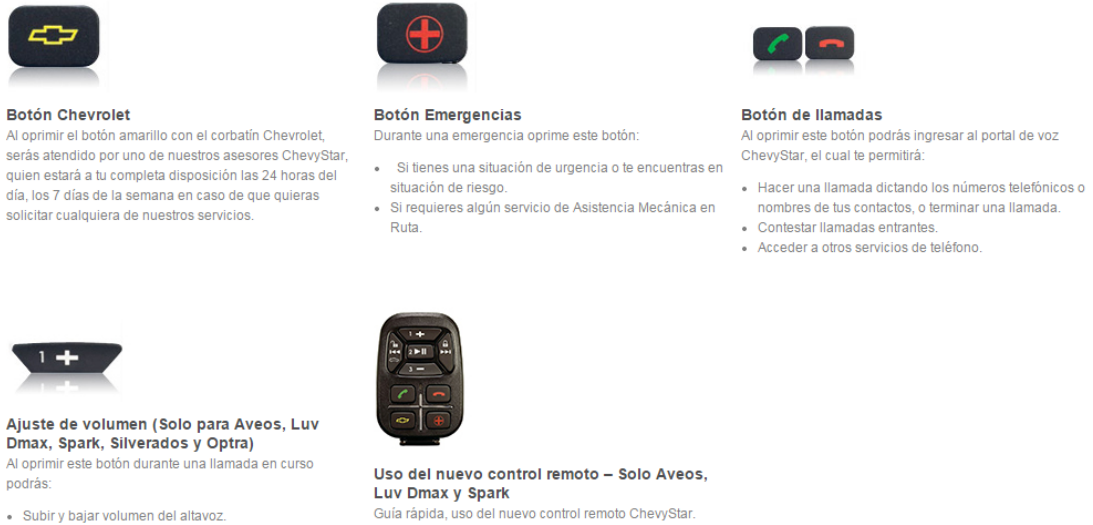 Botón Chevrolet
Al oprimir el botón amarillo con el corbatín Chevrolet,
serás atendido por uno de nuestros asesores ChevyStar,
quien estará a tu completa disposición las 24 horas del
día, los 7 días de la semana en caso de que quieras
solicitar cualquiera de nuestros servicios.
Botón Emergencias
Durante una emergencia oprime este botón:
• Si tienes una situación de urgencia o te encuentras en
situación de riesgo.
• Si requieres algún servicio de Asistencia Mecánica en
Ruta.
Botón de llamadas
Al oprimir este botón podrás ingresar al portal de voz
ChevyStar, el cual te permitirá:
• Hacer una llamada dictando los números telefónicos o
nombres de tus contactos, o terminar una llamada.
• Contestar llamadas entrantes.
• Acceder a otros servicios de teléfono.
1 +
Ajuste de volumen (Solo para Aveos, Luv
Dmax, Spark, Silverados y Optra)
Al oprimir este botón durante una llamada en curso
podrás:
• Subir y bajar volumen del altavoz.
1 +
2
3 −
Uso del nuevo control remoto – Solo Aveos,
Luv Dmax y Spark
Guía rápida, uso del nuevo control remoto ChevyStar.